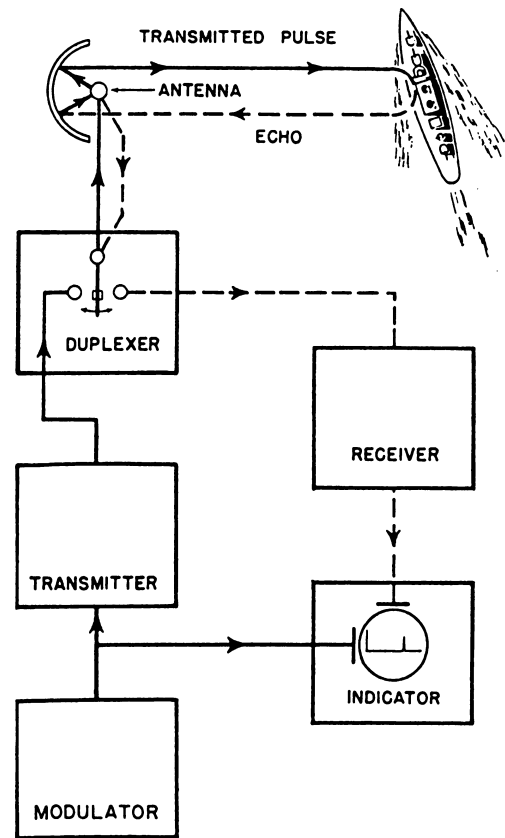 TRANSMITTED PULSE
ANTENNA
ECHO
DUPLEXER
RECEIVER
TRANSMITTER
INDICATOR
MODULATOR